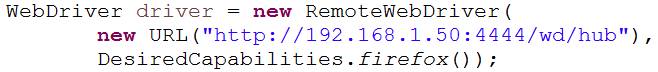 WebDriver driver = new RemoteWebDriver(
new URL("http://192.168.1.50:4444/wd/hub"),
DesiredCapabilities.firefox());